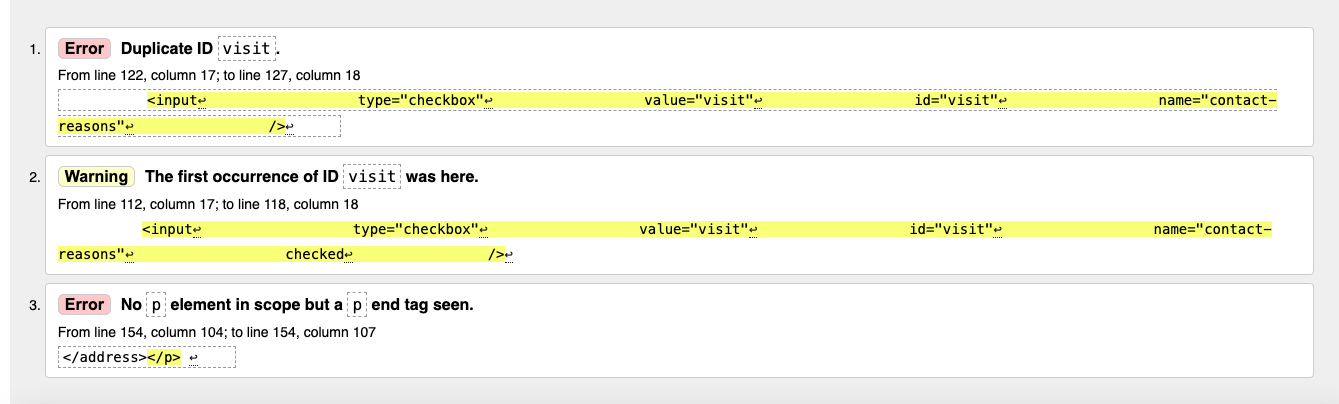 1. Error Duplicate ID visit.
From line 122, column 17; to line 127, column 18
<input↩ type="checkbox"↩ value="visit"↩ id="visit"↩ name="contact-
reasons"↩ />↩
2. Warning The first occurrence of ID visit was here.
From line 112, column 17; to line 118, column 18
<input↩ type="checkbox"↩ value="visit"↩ id="visit"↩ name="contact-
reasons"↩ checked↩ />↩
3. Error No p element in scope but a p end tag seen.
From line 154, column 104; to line 154, column 107
</address></p> ↩